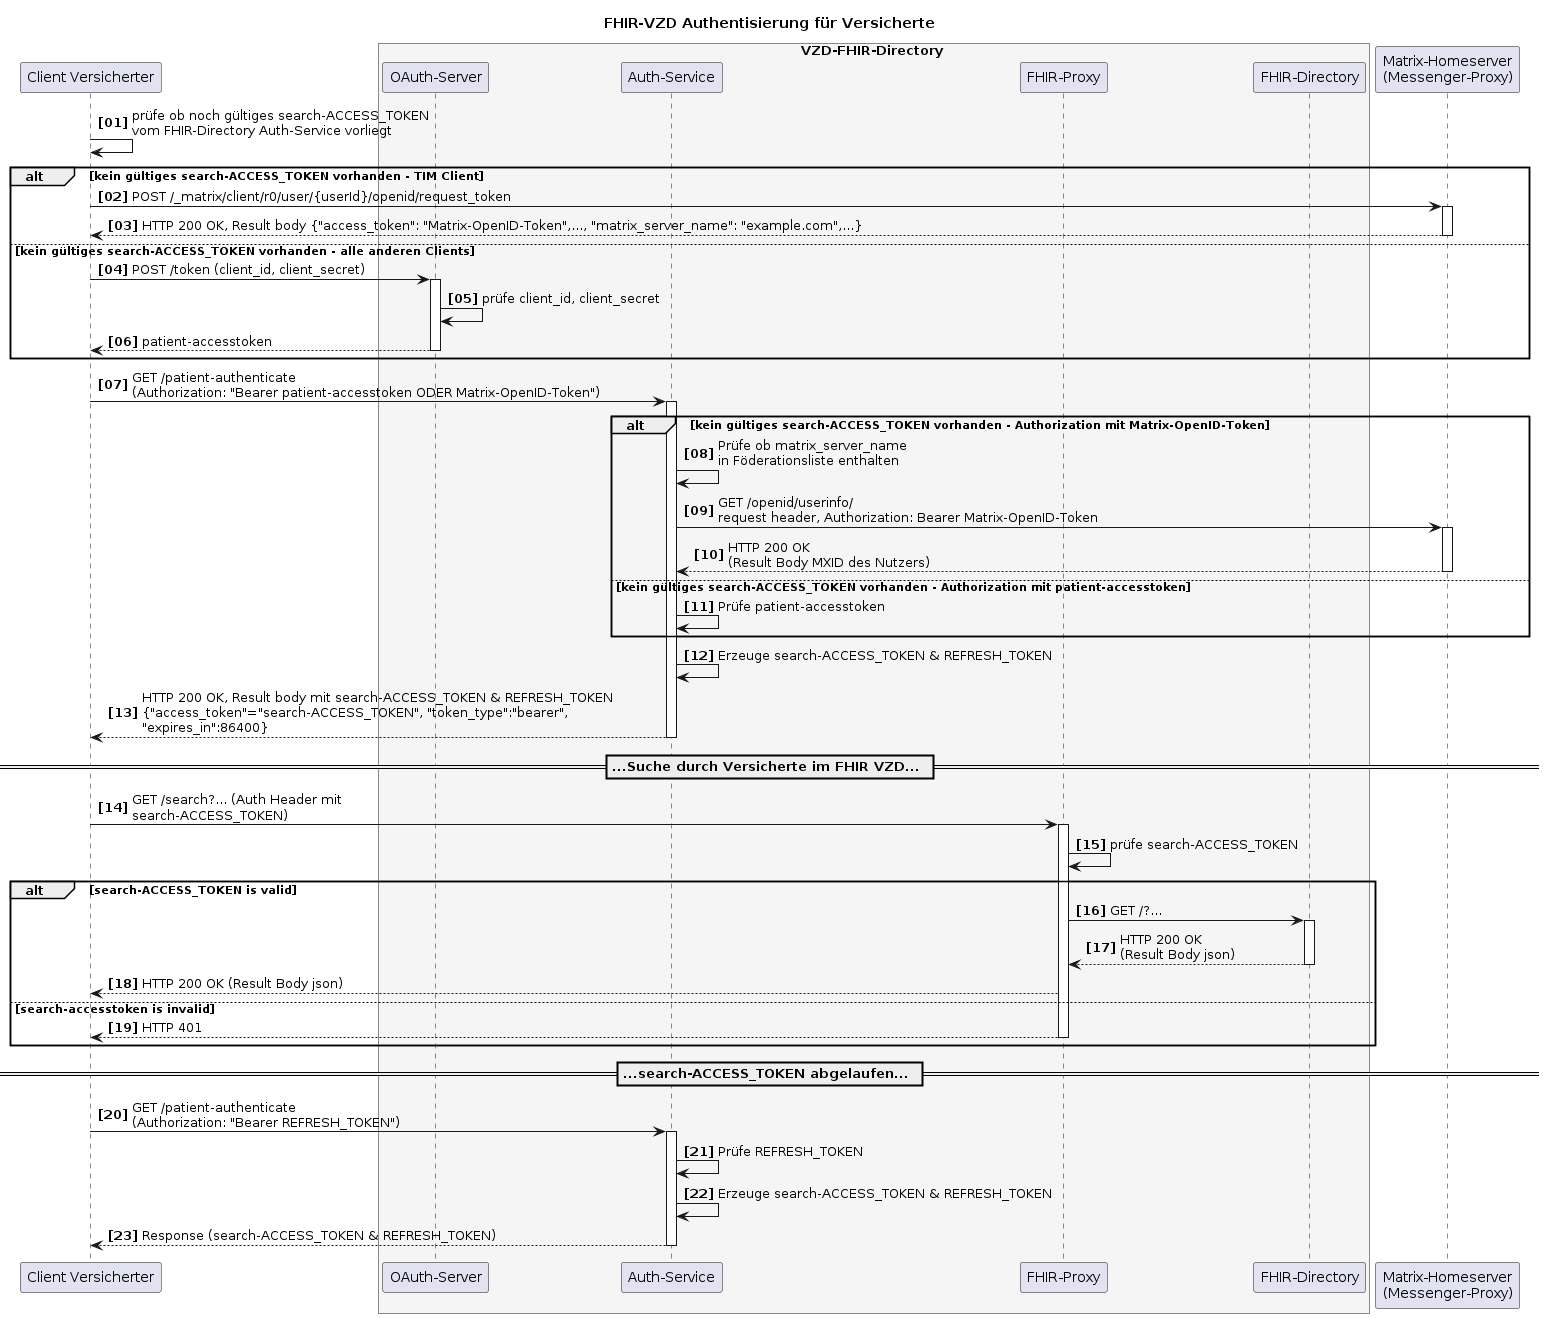 FHIR-VZD Authentisierung für Versicherte
VZD-FHIR-Directory
Client Versicherter
OAuth-Server
Auth-Service
FHIR-Proxy
FHIR-Directory
Matrix-Homeserver
(Messenger-Proxy)
[01] prüfe ob noch gültiges search-ACCESS_TOKEN
vom FHIR-Directory Auth-Service vorliegt
alt [kein gültiges search-ACCESS_TOKEN vorhanden - TIM Client]
[02] POST /_matrix/client/r0/user/{userId}/openid/request_token
[03] HTTP 200 OK, Result body {"access_token": "Matrix-OpenID-Token",..., "matrix_server_name": "example.com",...}
[kein gültiges search-ACCESS_TOKEN vorhanden - alle anderen Clients]
[04] POST /token (client_id, client_secret)
[05] prüfe client_id, client_secret
[06] patient-accesstoken
[07] GET /patient-authenticate
(Authorization: "Bearer patient-accesstoken ODER Matrix-OpenID-Token")
alt [kein gültiges search-ACCESS_TOKEN vorhanden - Authorization mit Matrix-OpenID-Token]
[08] Prüfe ob matrix_server_name
in Föderationsliste enthalten
[09] GET /openid/userinfo/
request header, Authorization: Bearer Matrix-OpenID-Token
[10] HTTP 200 OK
(Result Body MXID des Nutzers)
[kein gültiges search-ACCESS_TOKEN vorhanden - Authorization mit patient-accesstoken]
[11] Prüfe patient-accesstoken
[12] Erzeuge search-ACCESS_TOKEN & REFRESH_TOKEN
HTTP 200 OK, Result body mit search-ACCESS_TOKEN & REFRESH_TOKEN
[13] {"access_token"="search-ACCESS_TOKEN", "token_type":"bearer",
"expires_in":86400}
...Suche durch Versicherte im FHIR VZD...
[14] GET /search?... (Auth Header mit
search-ACCESS_TOKEN)
[15] prüfe search-ACCESS_TOKEN
alt [search-ACCESS_TOKEN is valid]
[16] GET /?...
[17] HTTP 200 OK
(Result Body json)
[18] HTTP 200 OK (Result Body json)
[search-accesstoken is invalid]
[19] HTTP 401
...search-ACCESS_TOKEN abgelaufen...
[20] GET /patient-authenticate
(Authorization: "Bearer REFRESH_TOKEN")
[21] Prüfe REFRESH_TOKEN
[22] Erzeuge search-ACCESS_TOKEN & REFRESH_TOKEN
[23] Response (search-ACCESS_TOKEN & REFRESH_TOKEN)
Client Versicherter
OAuth-Server
Auth-Service
FHIR-Proxy
FHIR-Directory
Matrix-Homeserver
(Messenger-Proxy)